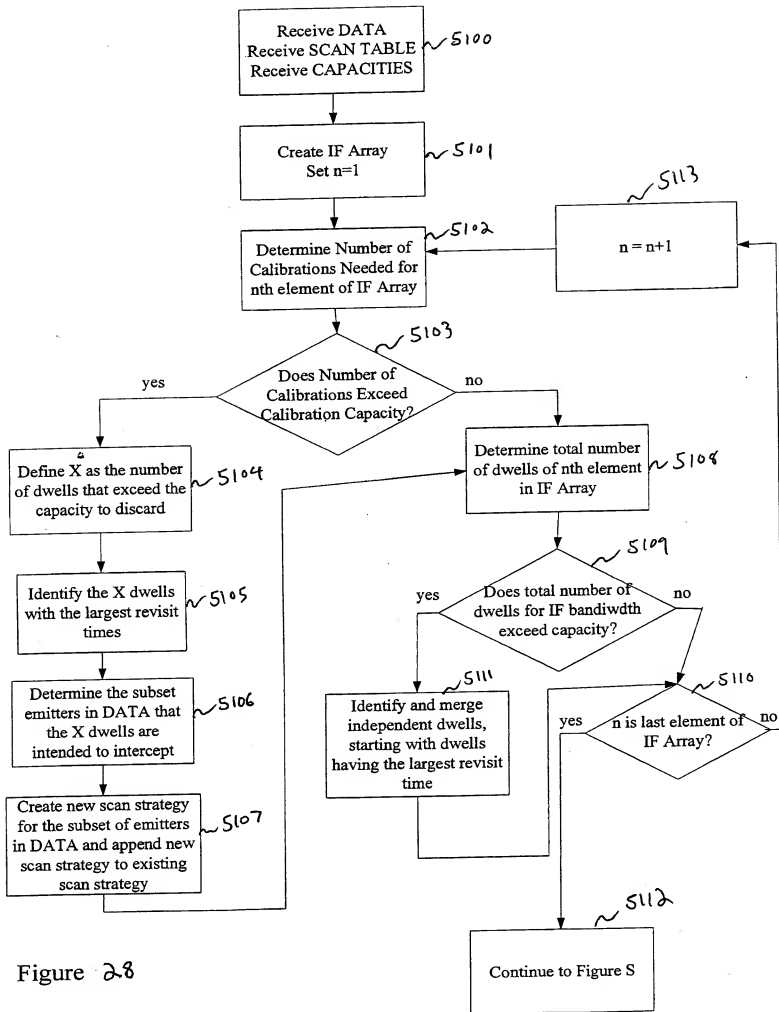 Receive DATA
Receive SCAN TABLE
Receive CAPACITIES
5100
Create IF Array
Set n=1
5101
5113
n = n+1
5102
Determine Number of
Calibrations Needed for
nth element of IF Array
5103
Does Number of
Calibrations Exceed
Calibration Capacity?
yes
no
Define X as the number
of dwells that exceed the
capacity to discard
5104
Determine total number
of dwells of nth element
in IF Array
5108
Identify the X dwells
with the largest revisit
times
5105
5109
Does total number of
dwells for IF bandiwdth
exceed capacity?
yes
no
Determine the subset
emitters in DATA that
the X dwells are
intended to intercept
5106
5111
Identify and merge
independent dwells,
starting with dwells
having the largest revisit
time
5110
n is last element of
IF Array?
yes
no
Create new scan strategy
for the subset of emitters
in DATA and append new
scan strategy to existing
scan strategy
5107
5112
Continue to Figure S
Figure 28